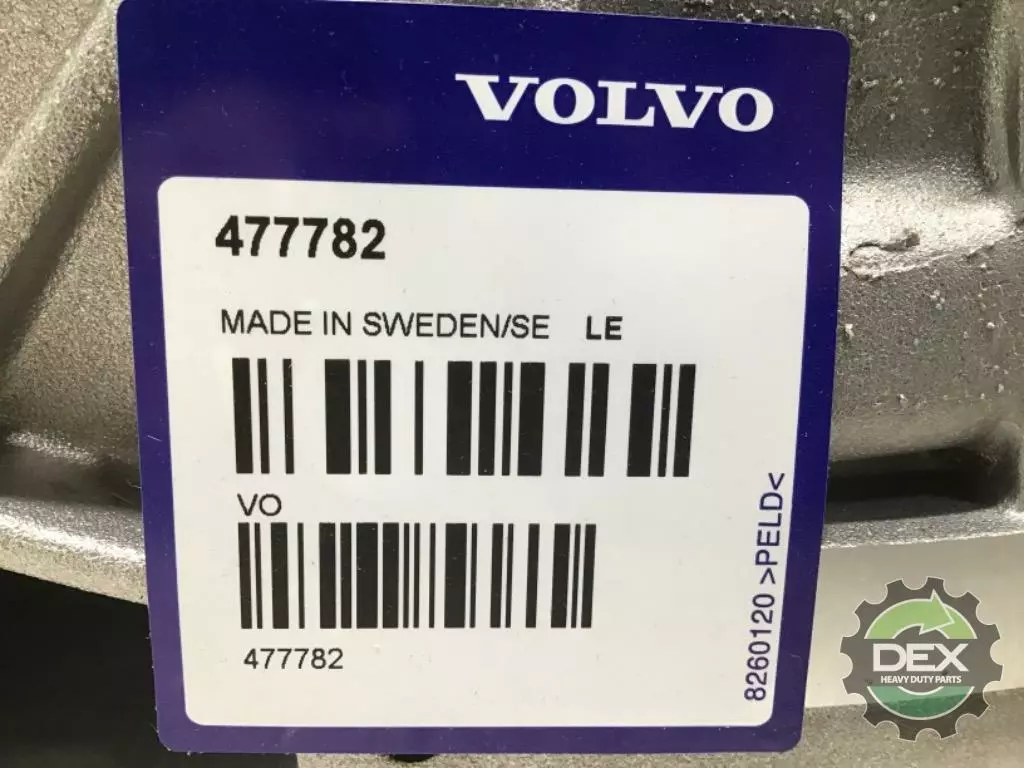 VOLVO
477782
MADE IN SWEDEN/SE LE
VO
477782
8260120 >PELD<
DEX
HEAVY DUTY PARTS